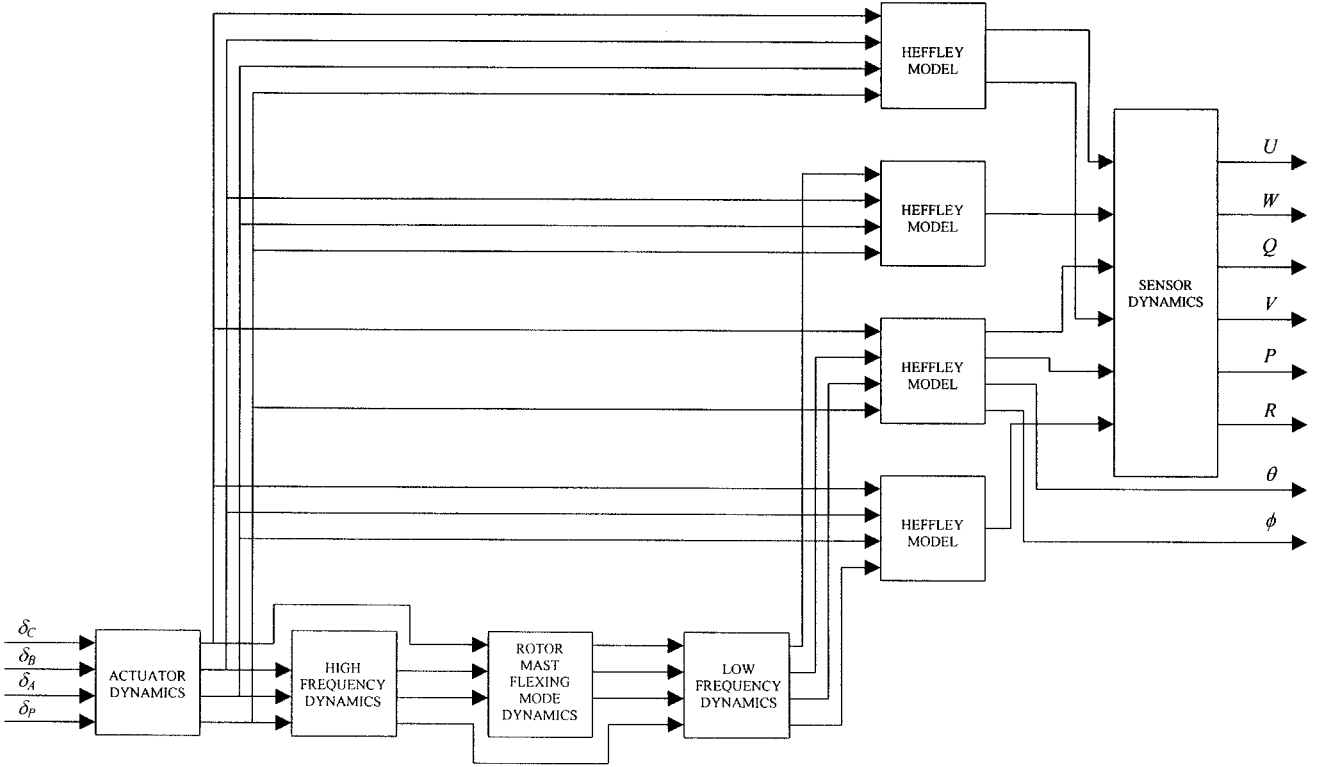 HEFFLEY
MODEL
HEFFLEY
MODEL
HEFFLEY
MODEL
HEFFLEY
MODEL
SENSOR
DYNAMICS
U
W
Q
V
P
R
θ
ϕ
δC
δB
δA
δP
ACTUATOR
DYNAMICS
HIGH
FREQUENCY
DYNAMICS
ROTOR
MAST
FLEXING
MODE
DYNAMICS
LOW
FREQUENCY
DYNAMICS